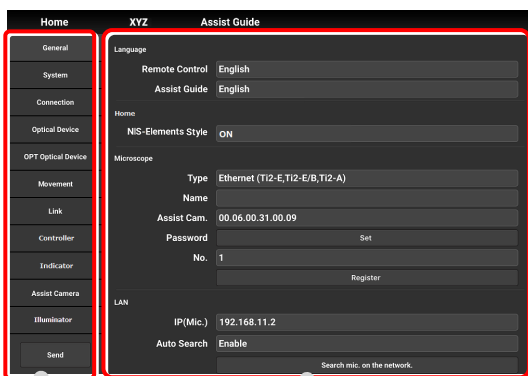 Home XYZ Assist Guide
General
System
Connection
Optical Device
OPT Optical Device
Movement
Link
Controller
Indicator
Assist Camera
Illuminator
Send
Language
Remote Control English
Assist Guide English
Home
NIS-Elements Style ON
Microscope
Type Ethernet (Ti2-E,Ti2-E/B,Ti2-A)
Name
Assist Cam. 00.06.00.31.00.09
Password Set
No. 1
Register
LAN
IP(Mic.) 192.168.11.2
Auto Search Enable
Search mic. on the network.